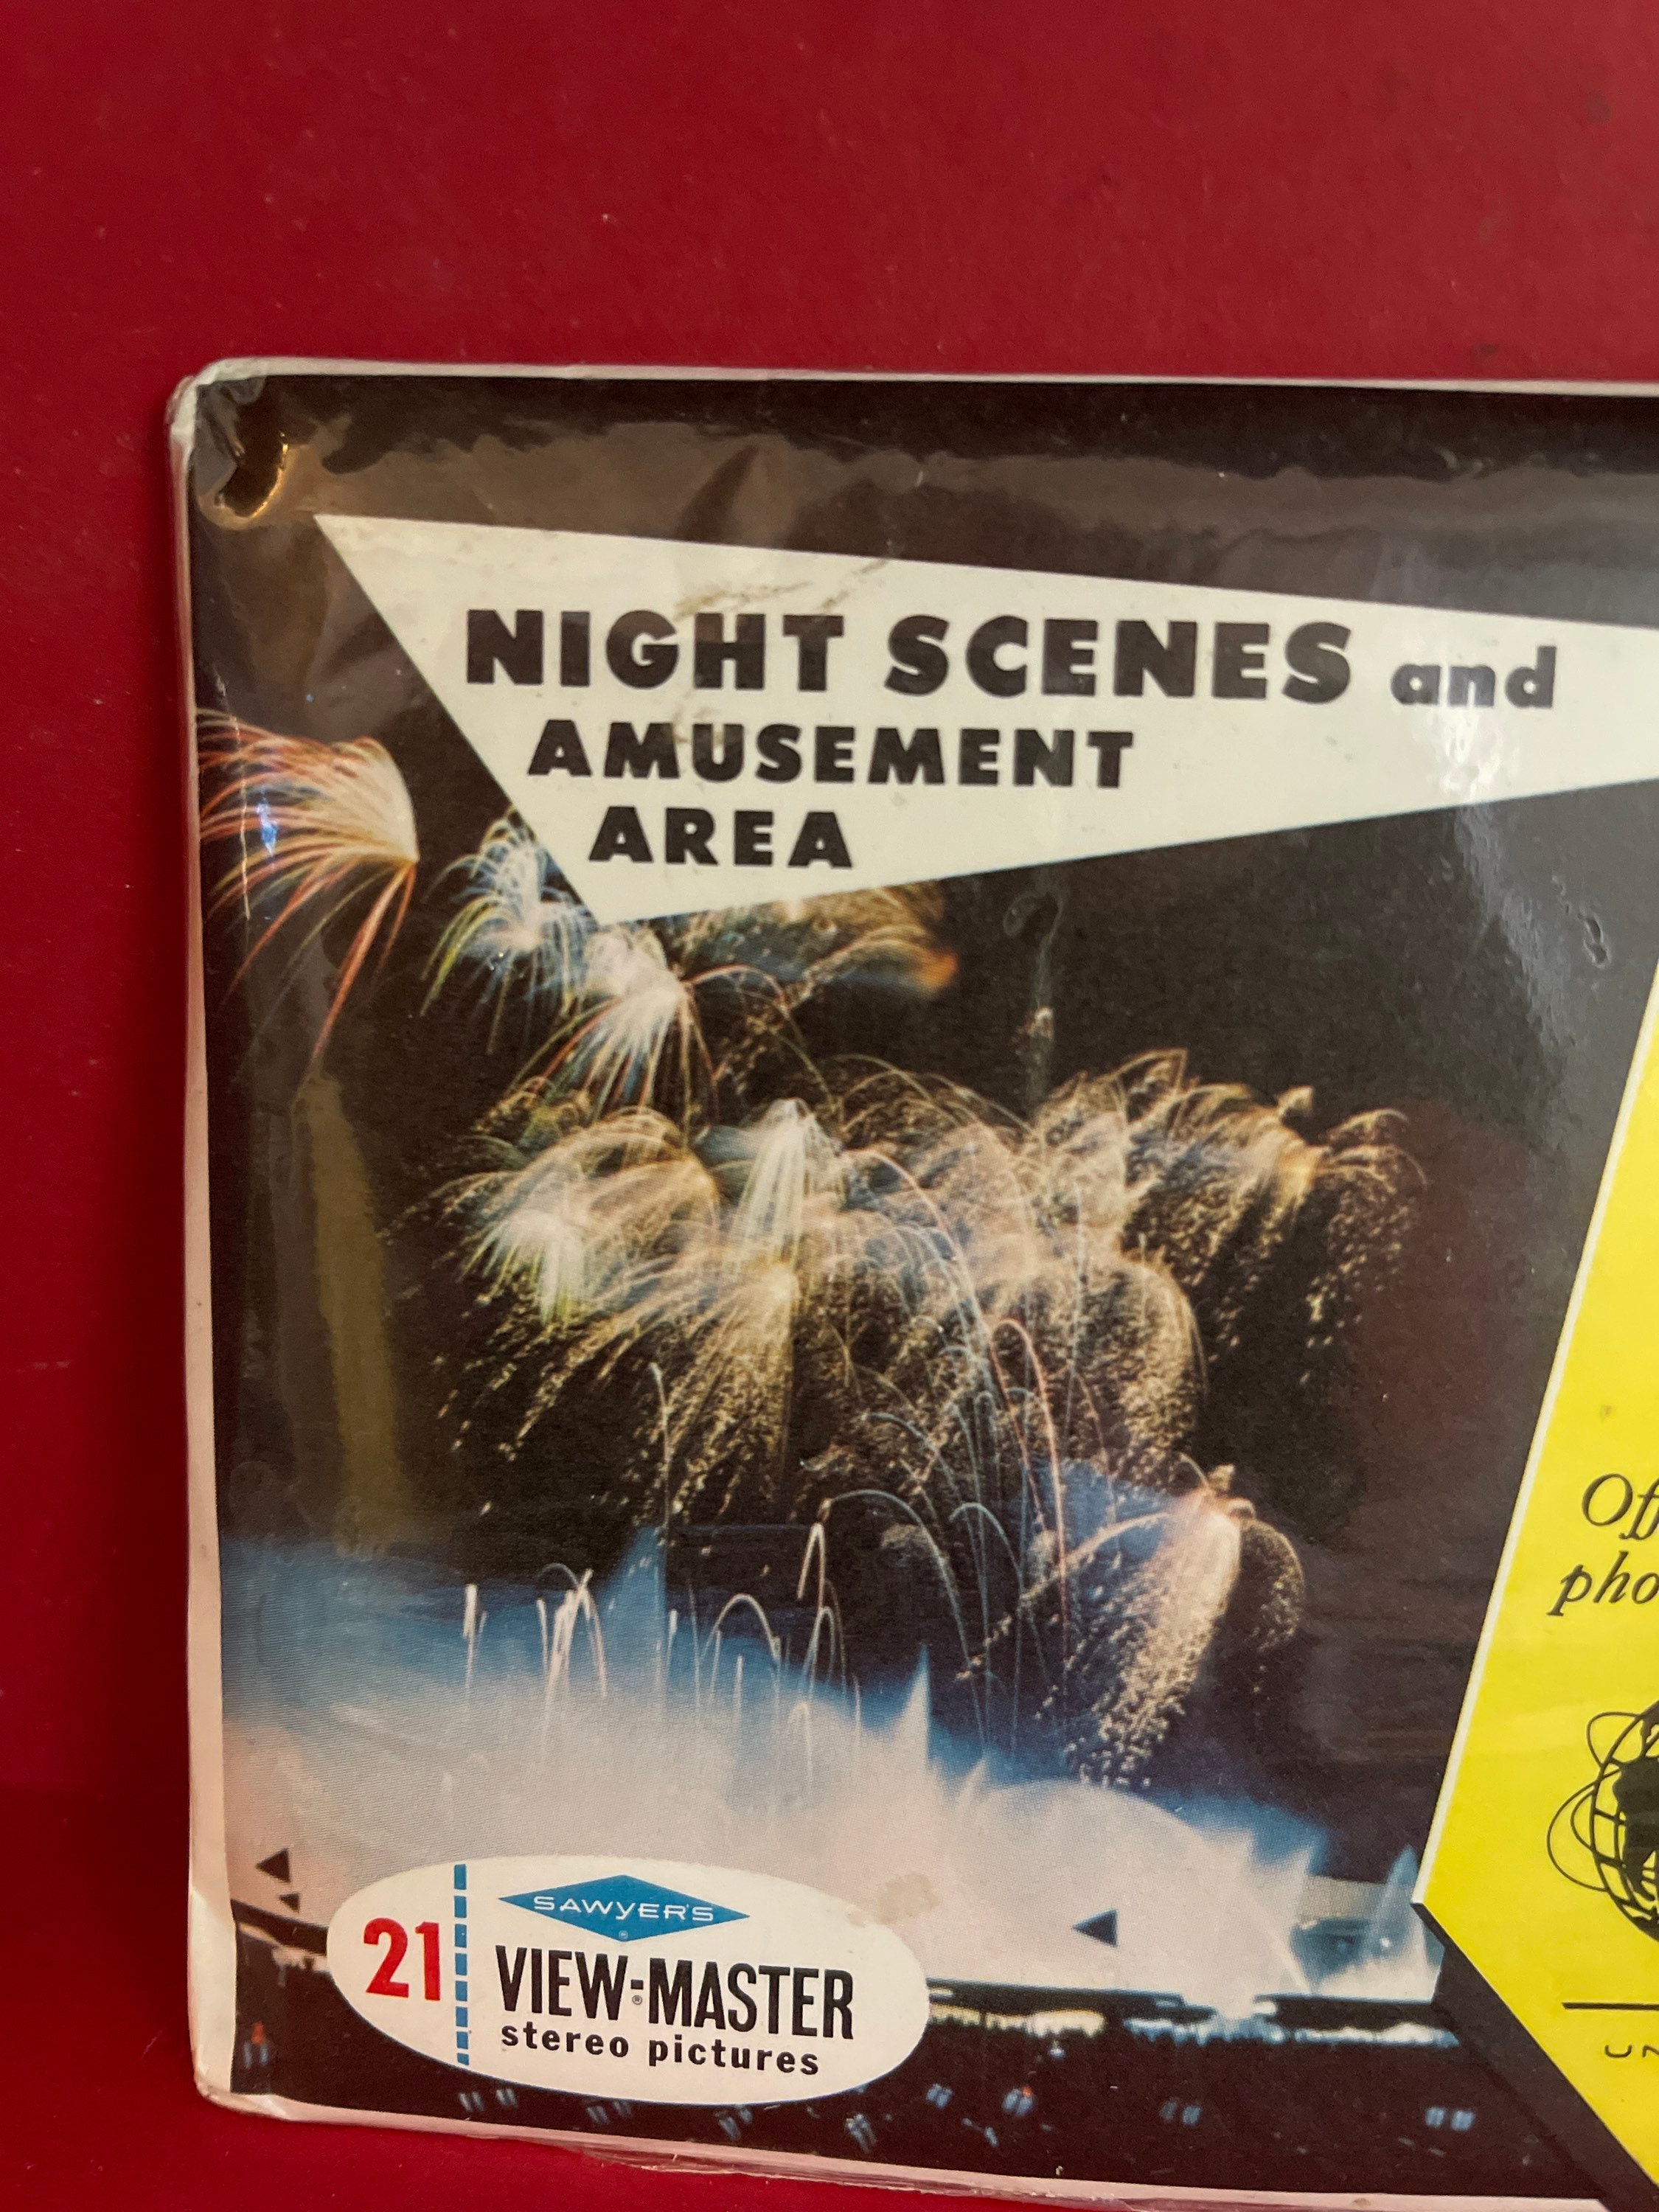 NIGHT SCENES and
AMUSEMENT
AREA
21
SAWYER'S
®
VIEW-MASTER
®
stereo pictures